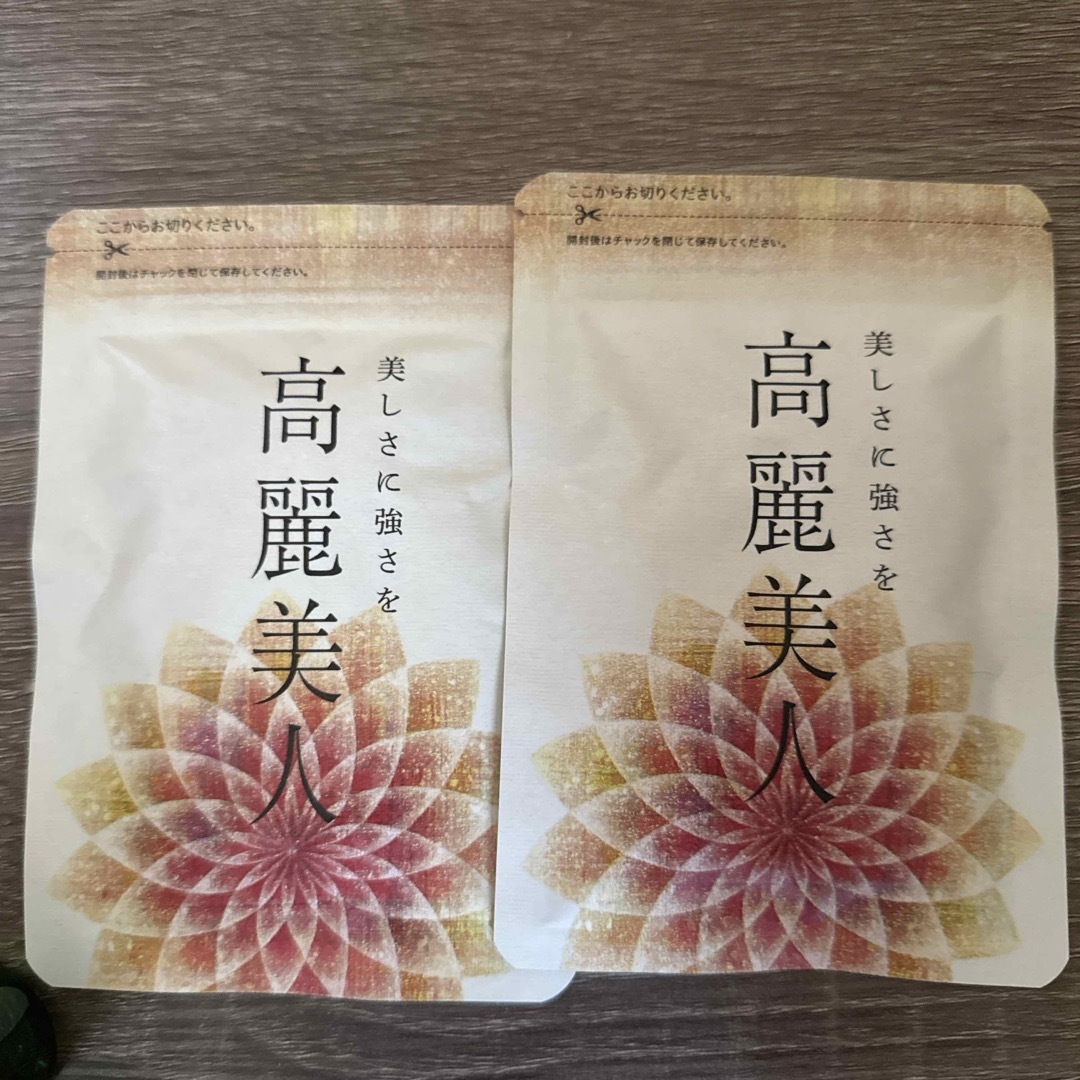 ここからお切りください。
開封後はチャックを閉じて保存してください。
美しさに強さを
高麗美人
ここからお切りください。
開封後はチャックを閉じて保存してください。
美しさに強さを
高麗美人